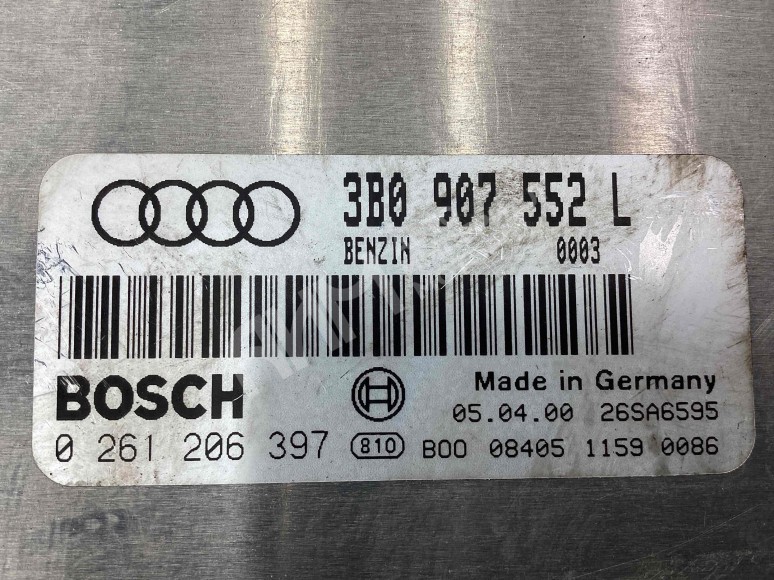 3B0 907 552 L
BENZIN 0003
BOSCH
Made in Germany
05.04.00 26SA6595
0 261 206 397 810 B00 08405 1159 0086